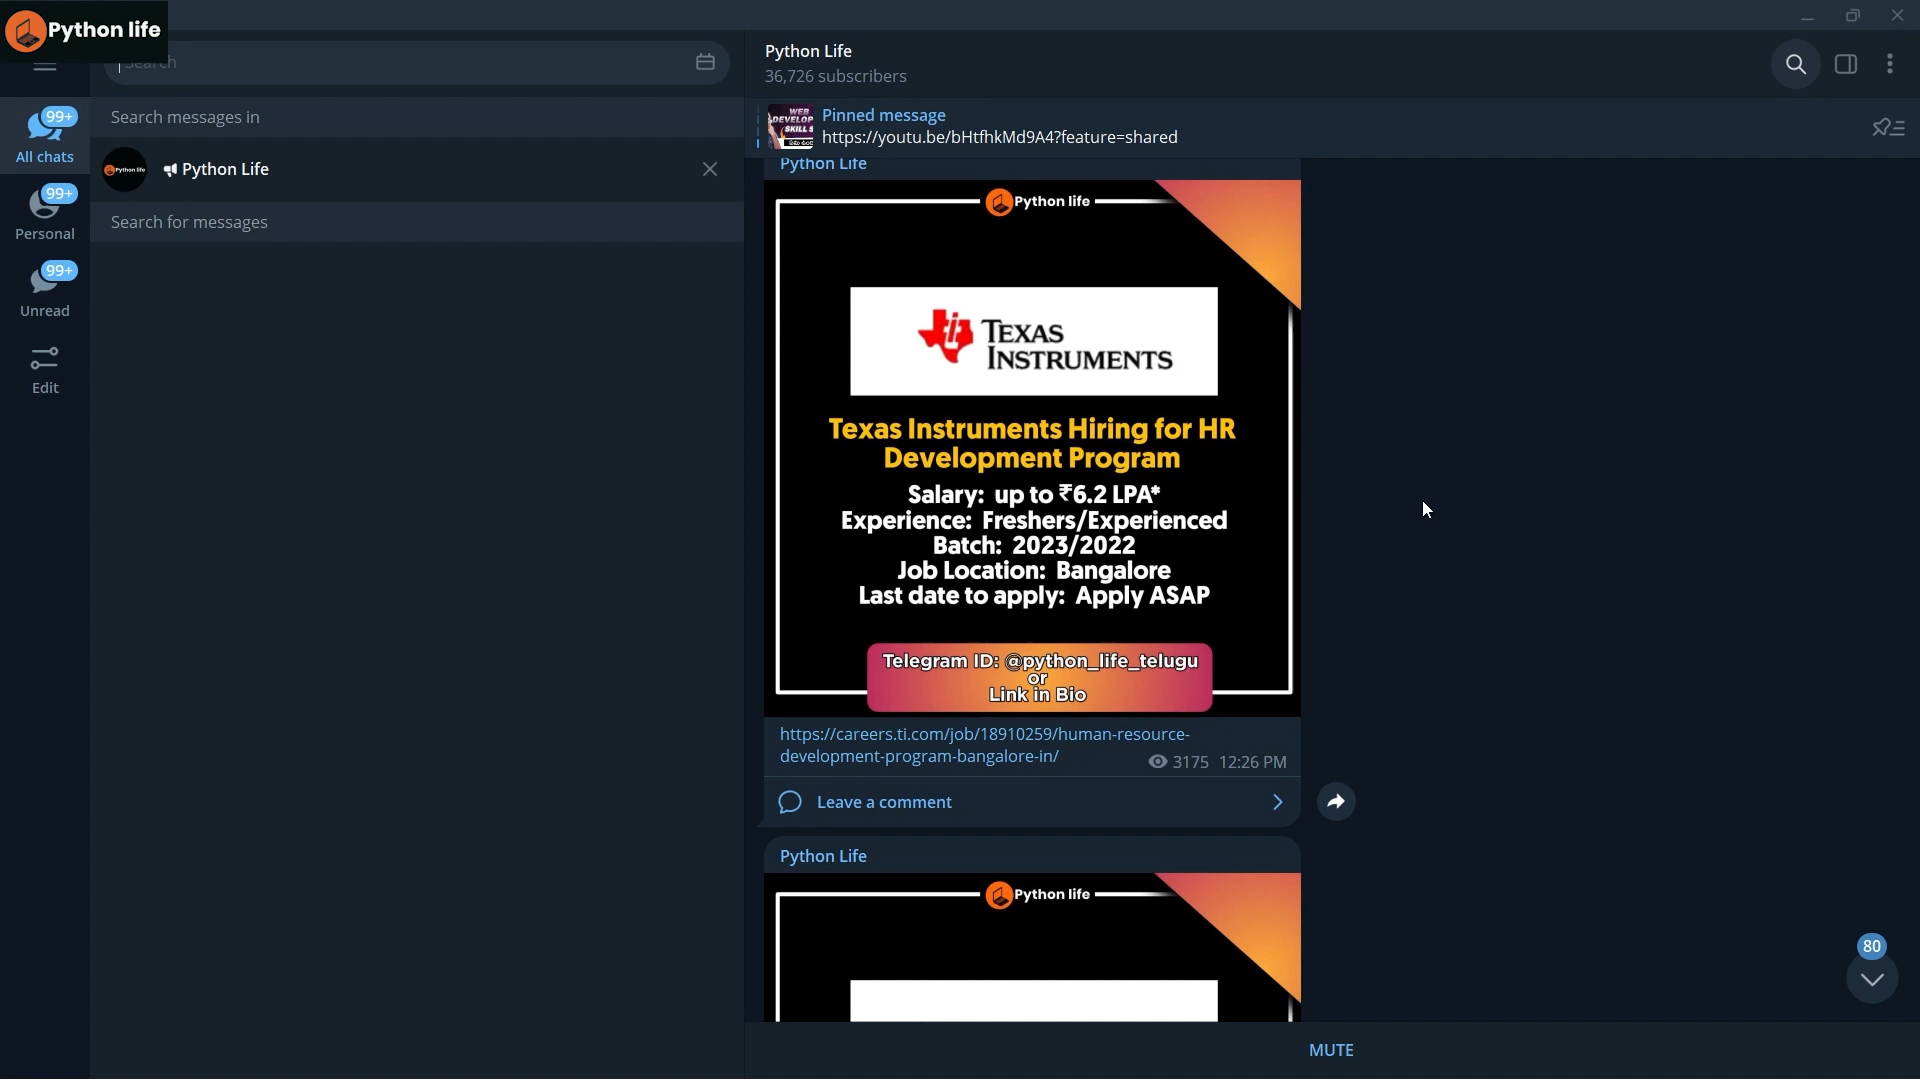 Python life
Search
Search messages in
Python Life
Search for messages
99+
All chats
99+
Personal
99+
Unread
Edit
Python Life
36,726 subscribers
Pinned message
https://youtu.be/bHtfhkMd9A4?feature=shared
WEB
DEVELOP
SKILL S
Python Life
Python life
TEXAS
INSTRUMENTS
Texas Instruments Hiring for HR
Development Program
Salary: up to ₹6.2 LPA*
Experience: Freshers/Experienced
Batch: 2023/2022
Job Location: Bangalore
Last date to apply: Apply ASAP
Telegram ID: @python_life_telugu
or
Link in Bio
https://careers.ti.com/job/18910259/human-resource-
development-program-bangalore-in/
3175 12:26 PM
Leave a comment
Python Life
Python life
80
MUTE